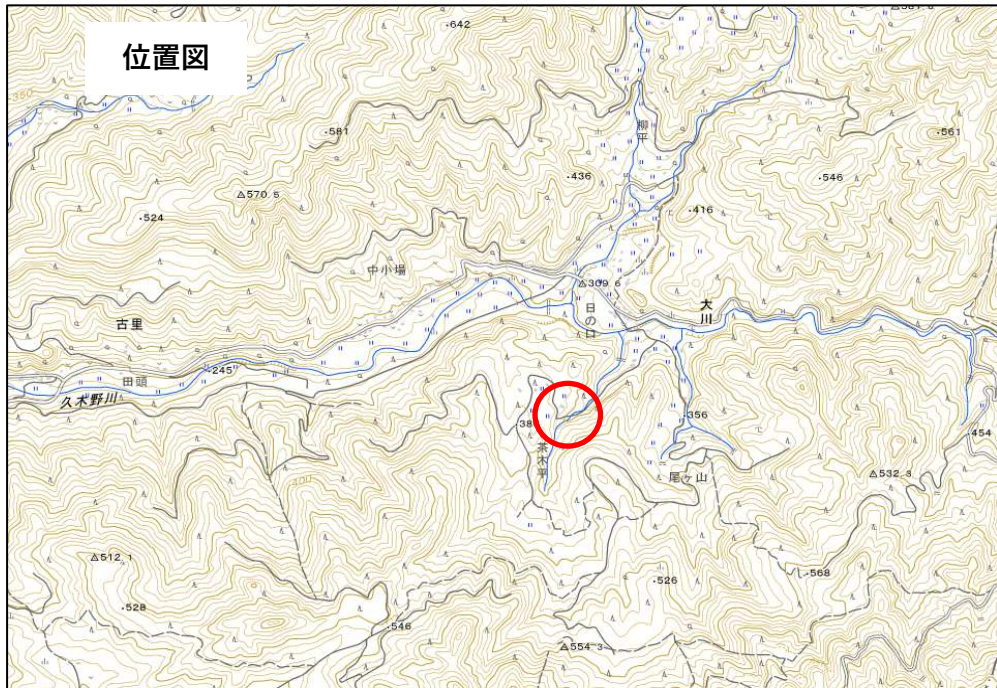 位置図
・642
350
・581
柳平
・561
・436
・546
△570.5
・416
・524
中小場
△309.6
大川
日の口
古里
・245
田頭
久木野川
・356
38
・454
茶木平
△532.3
尾ヶ山
400
△512.1
・568
・526
・528
・546
△554.3